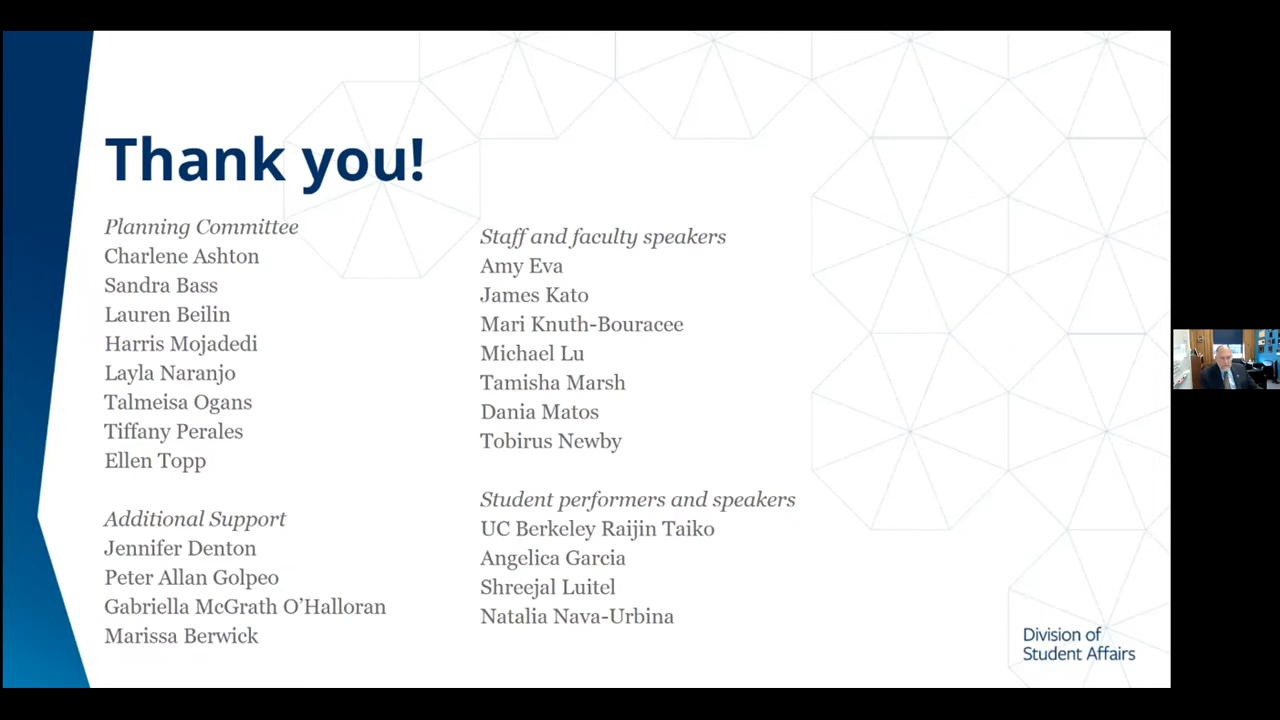 Thank you!
Planning Committee
Charlene Ashton
Sandra Bass
Lauren Beilin
Harris Mojadedi
Layla Naranjo
Talmeisa Ogans
Tiffany Perales
Ellen Topp
Additional Support
Jennifer Denton
Peter Allan Golpeo
Gabriella McGrath O’Halloran
Marissa Berwick
Staff and faculty speakers
Amy Eva
James Kato
Mari Knuth-Bouracee
Michael Lu
Tamisha Marsh
Dania Matos
Tobirus Newby
Student performers and speakers
UC Berkeley Raijin Taiko
Angelica Garcia
Shreejal Luitel
Natalia Nava-Urbina
Division of
Student Affairs